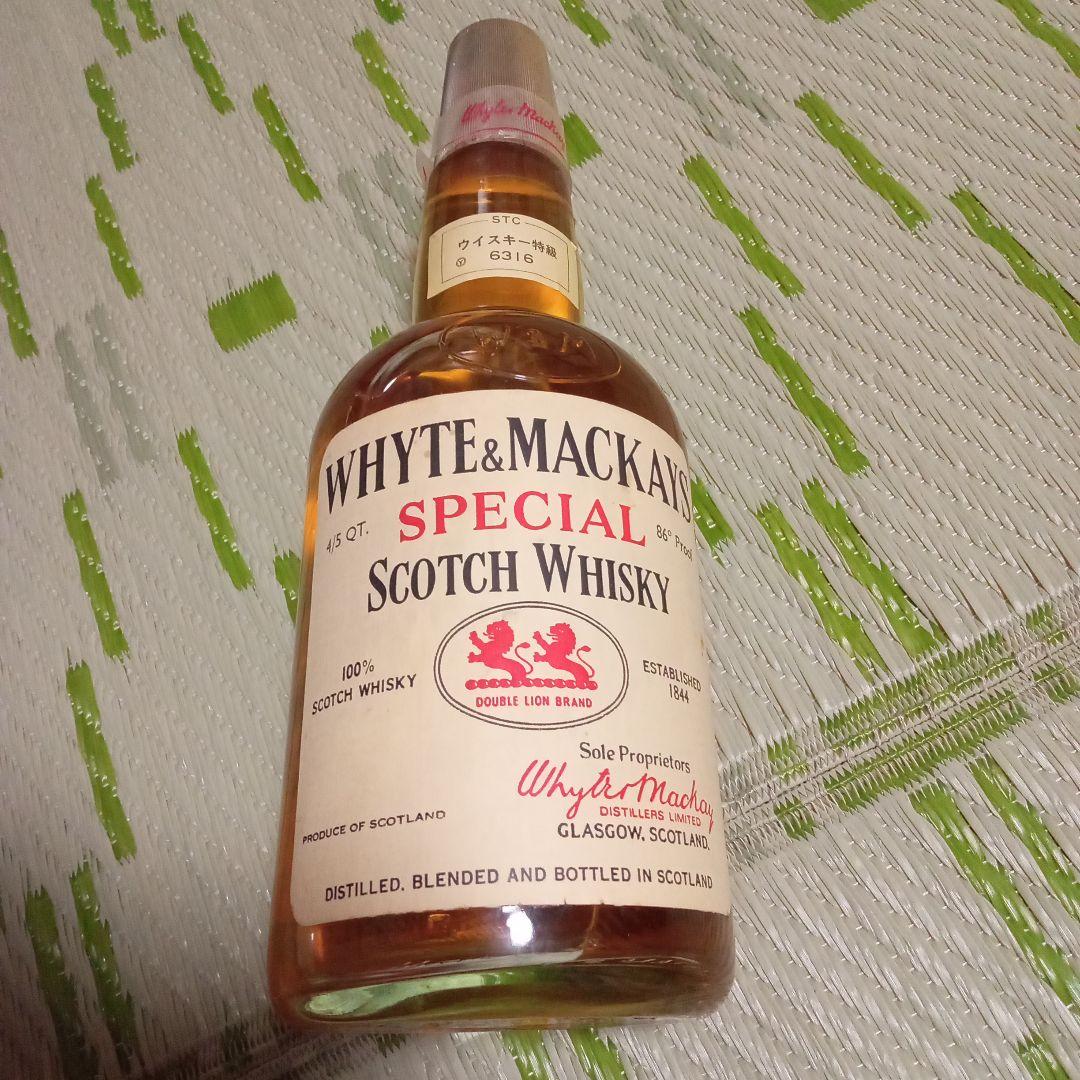 Whyte & Mackay
STC
ウイスキー特級
Ⓨ 6316
W&M
WHYTE&MACKAYS
SPECIAL
4/5 QT.
86° Proof
SCOTCH WHISKY
100%
SCOTCH WHISKY
DOUBLE LION BRAND
ESTABLISHED
1844
Sole Proprietors
Whyte & Mackay
DISTILLERS LIMITED
GLASGOW, SCOTLAND.
PRODUCE OF SCOTLAND
DISTILLED, BLENDED AND BOTTLED IN SCOTLAND